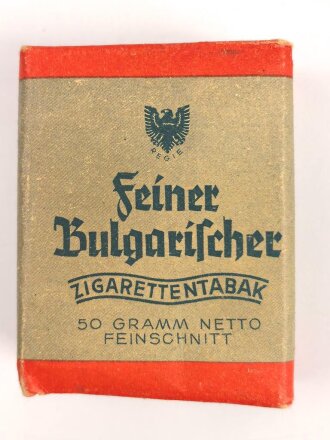 REGIE
Feiner
Bulgariſcher
ZIGARETTENTABAK
50 GRAMM NETTO
FEINSCHNITT